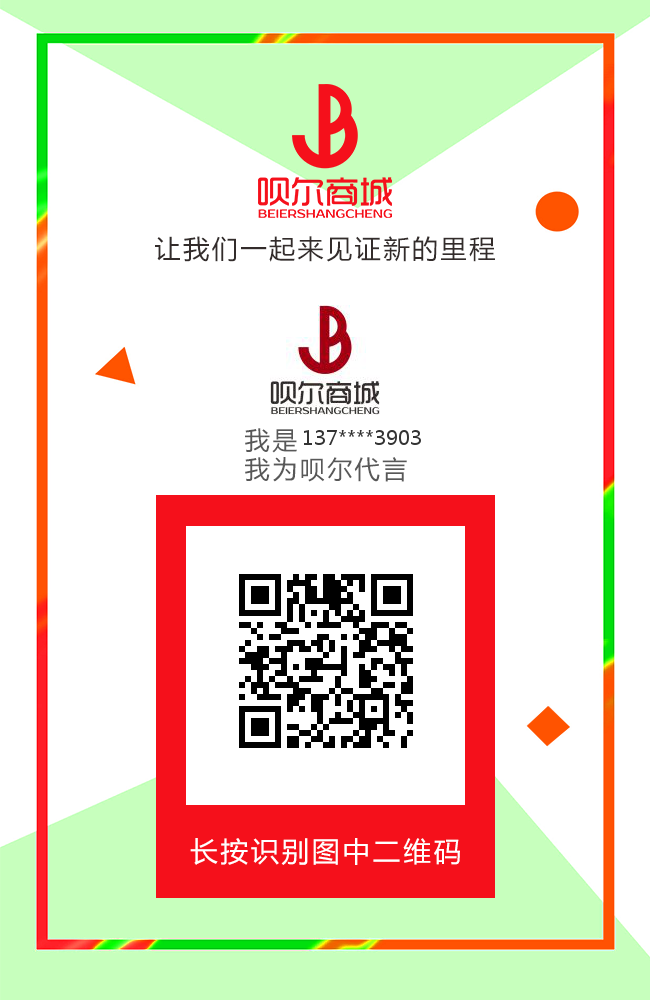 呗尔商城
BEIERSHANGCHENG
让我们一起来见证新的里程
呗尔商城
BEIERSHANGCHENG
我是 137****3903
我为呗尔代言
长按识别图中二维码